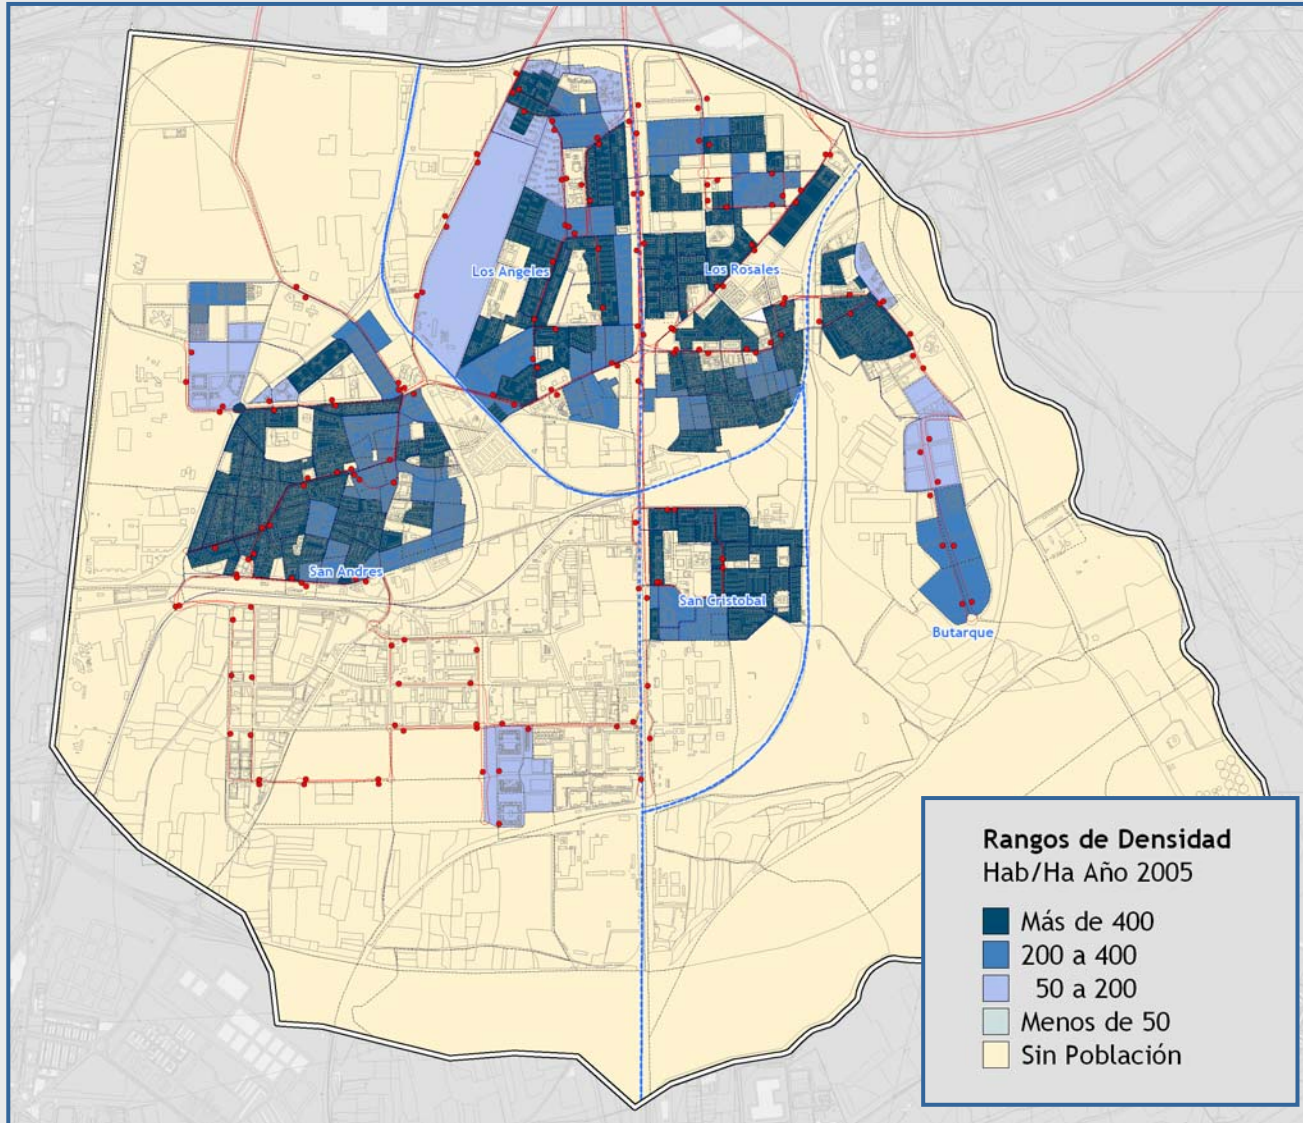 Los Angeles
Los Rosales
San Andres
San Cristobal
Butarque
Rangos de Densidad
Hab/Ha Año 2005
Más de 400
200 a 400
50 a 200
Menos de 50
Sin Población